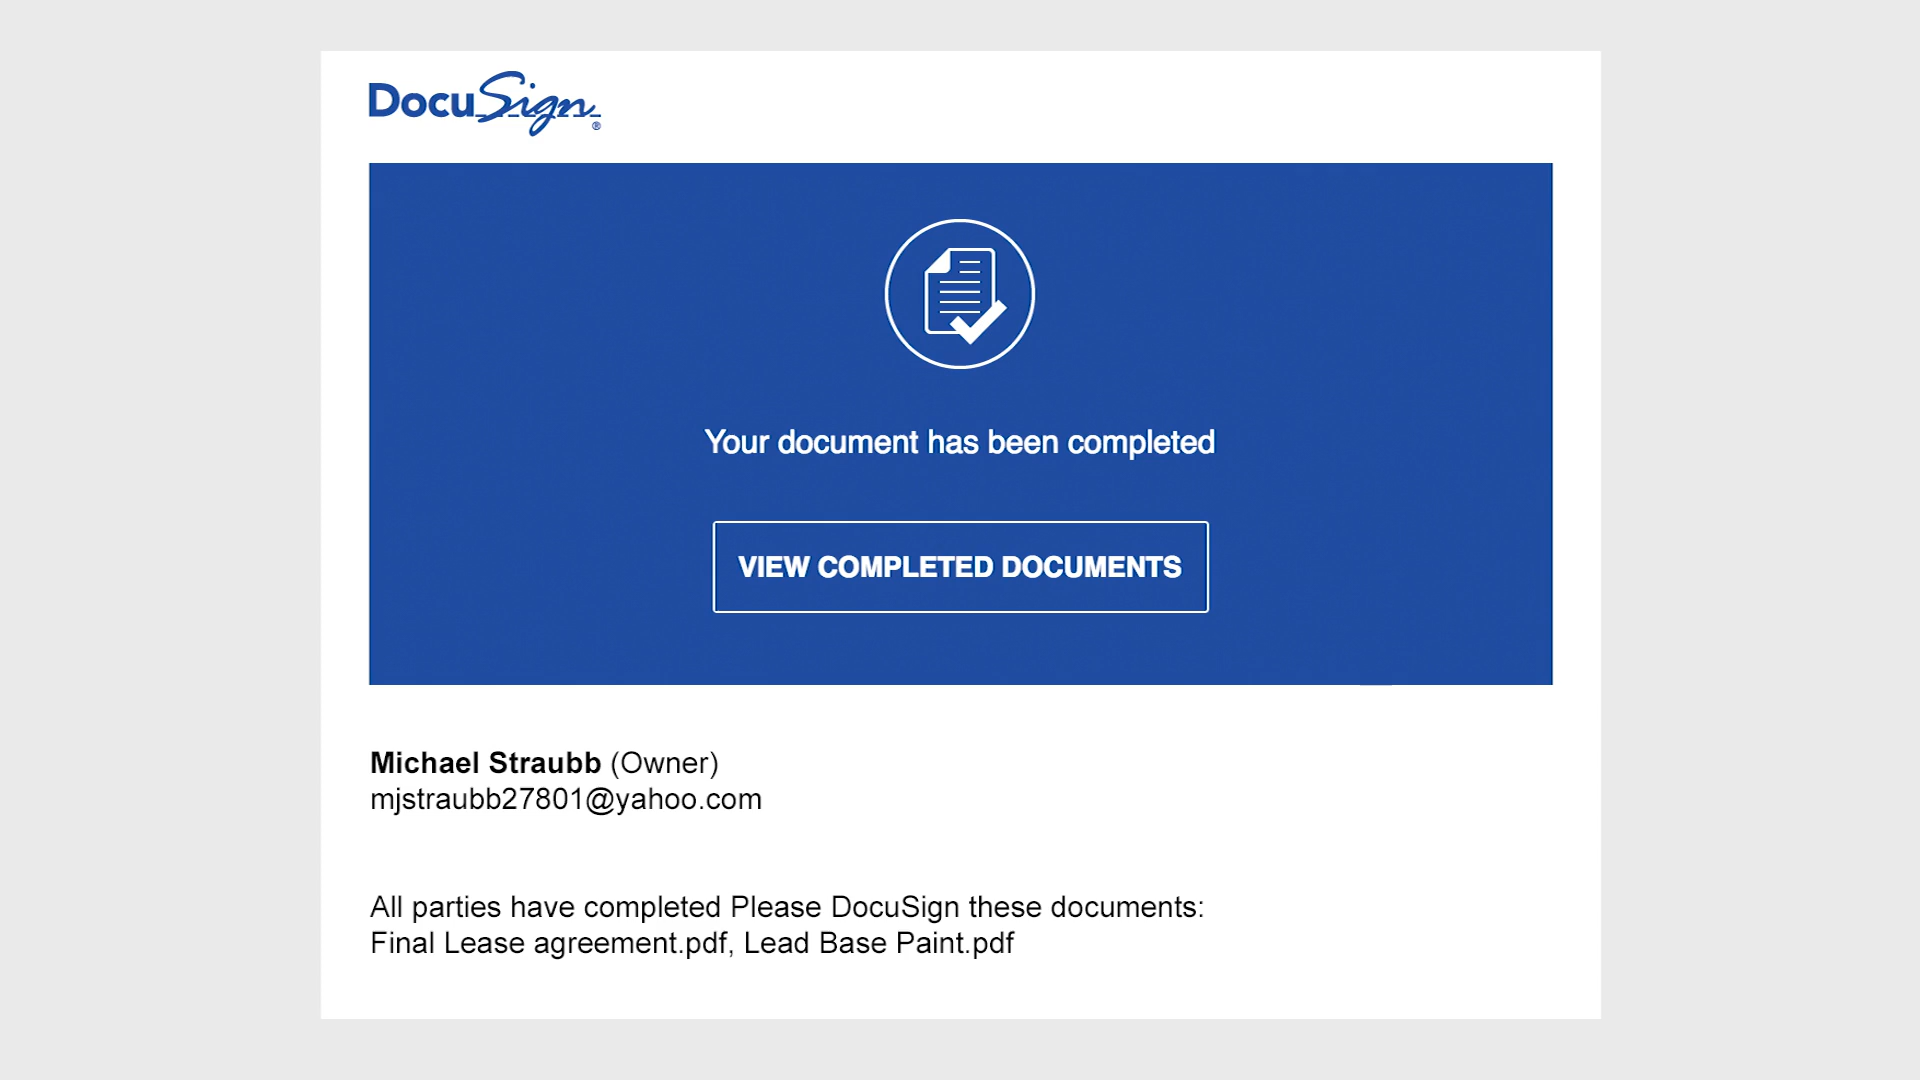 DocuSign®
Your document has been completed
VIEW COMPLETED DOCUMENTS
Michael Straubb (Owner)
mjstraubb27801@yahoo.com
All parties have completed Please DocuSign these documents:
Final Lease agreement.pdf, Lead Base Paint.pdf